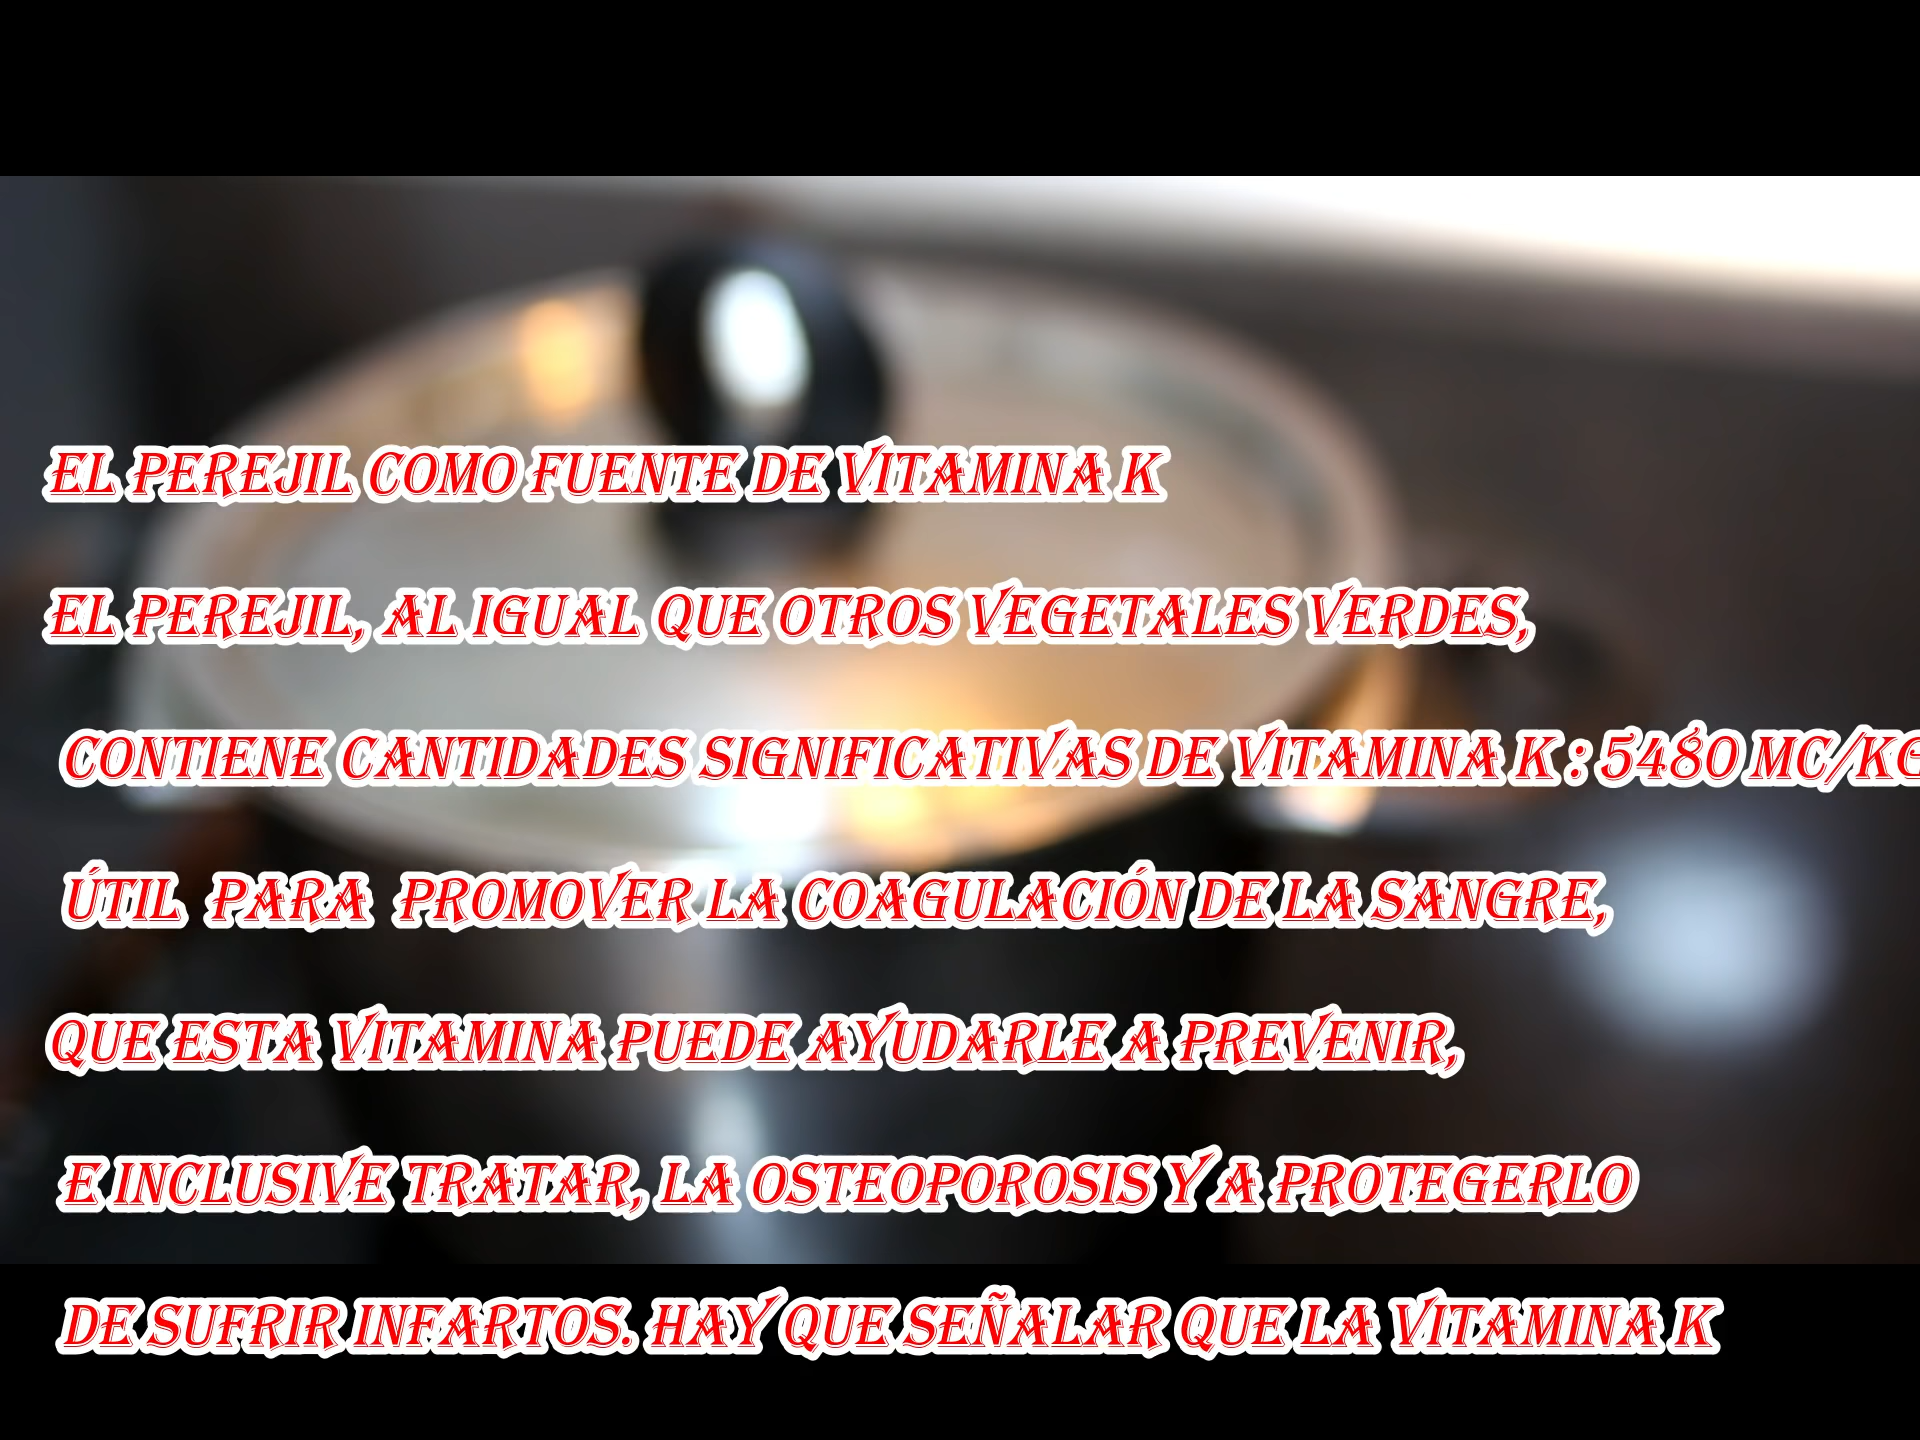 EL PEREJIL COMO FUENTE DE VITAMINA K
EL PEREJIL, AL IGUAL QUE OTROS VEGETALES VERDES,
CONTIENE CANTIDADES SIGNIFICATIVAS DE VITAMINA K : 5480 MC/KG
ÚTIL PARA PROMOVER LA COAGULACIÓN DE LA SANGRE,
QUE ESTA VITAMINA PUEDE AYUDARLE A PREVENIR,
E INCLUSIVE TRATAR, LA OSTEOPOROSIS Y A PROTEGERLO
DE SUFRIR INFARTOS. HAY QUE SEÑALAR QUE LA VITAMINA K